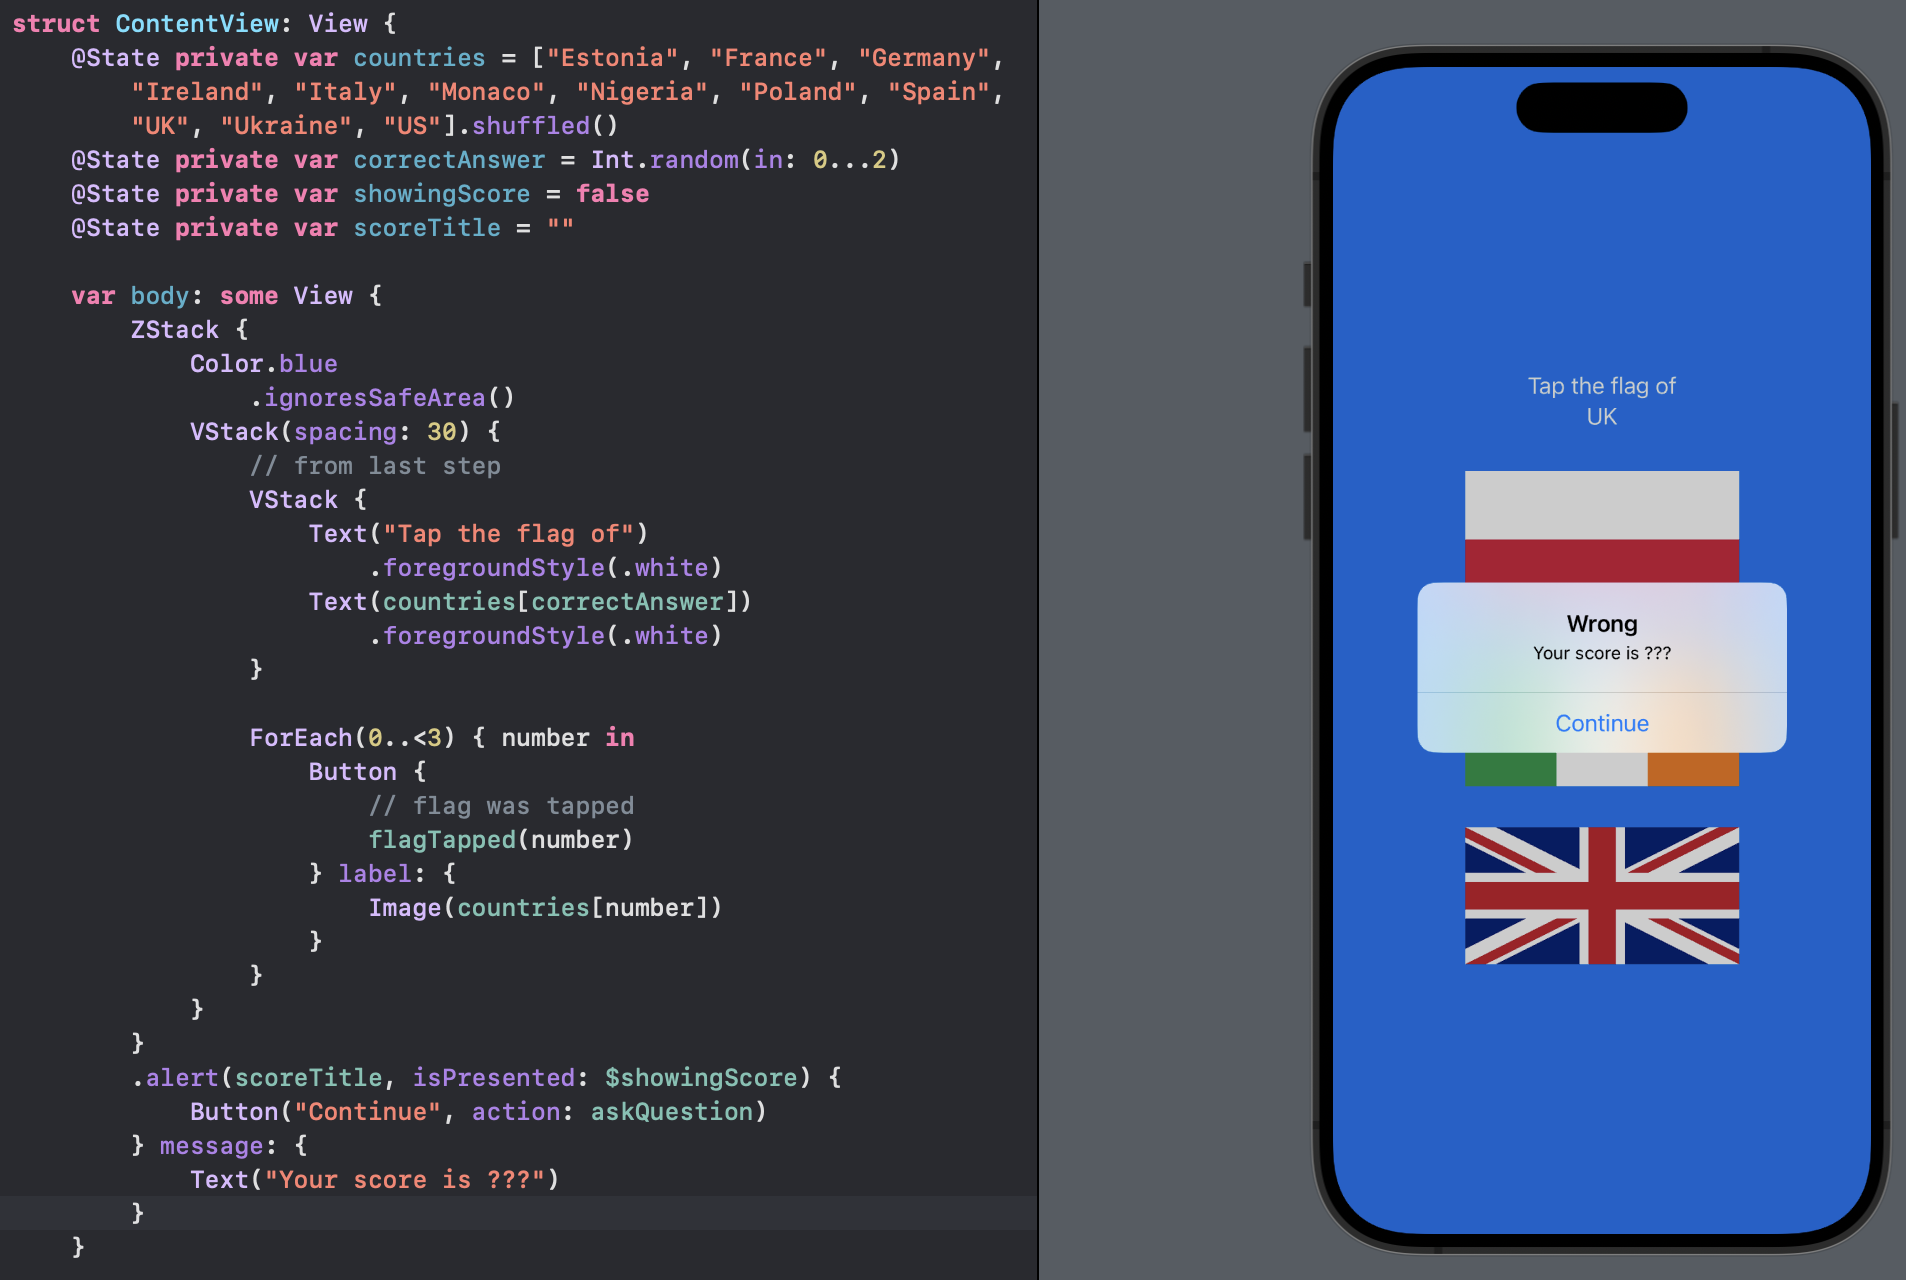 struct ContentView: View {
    @State private var countries = ["Estonia", "France", "Germany",
        "Ireland", "Italy", "Monaco", "Nigeria", "Poland", "Spain",
        "UK", "Ukraine", "US"].shuffled()
    @State private var correctAnswer = Int.random(in: 0...2)
    @State private var showingScore = false
    @State private var scoreTitle = ""
    var body: some View {
        ZStack {
            Color.blue
                .ignoresSafeArea()
            VStack(spacing: 30) {
                // from last step
                VStack {
                    Text("Tap the flag of")
                        .foregroundStyle(.white)
                    Text(countries[correctAnswer])
                        .foregroundStyle(.white)
                }
                ForEach(0..<3) { number in
                    Button {
                        // flag was tapped
                        flagTapped(number)
                    } label: {
                        Image(countries[number])
                    }
                }
            }
        }
        .alert(scoreTitle, isPresented: $showingScore) {
            Button("Continue", action: askQuestion)
        } message: {
            Text("Your score is ???")
        }
    }
Tap the flag of
UK
Wrong
Your score is ???
Continue